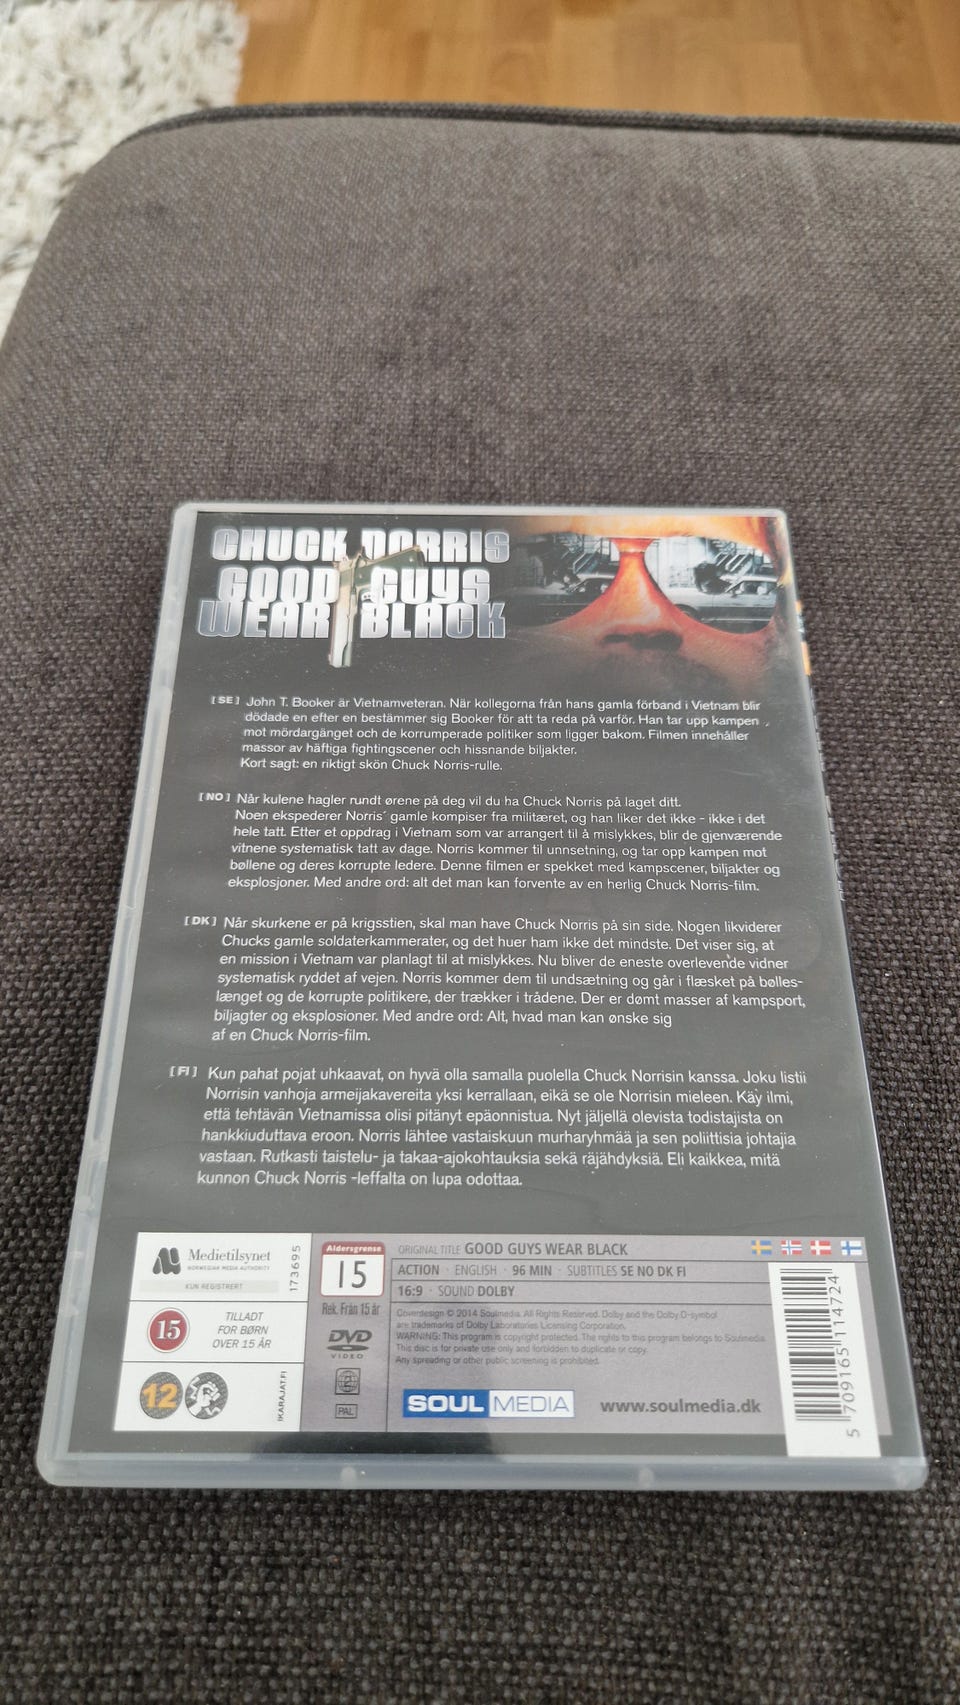 CHUCK NORRIS
GOOD GUYS
WEAR BLACK
[SE] John T. Booker är Vietnamveteran. När kollegorna från hans gamla förband i Vietnam blir
dödade en efter en bestämmer sig Booker för att ta reda på varför. Han tar upp kampen
mot mördargänget och de korrumperade politiker som ligger bakom. Filmen innehåller
massor av häftiga fightingscener och hissnande biljakter.
Kort sagt: en riktigt skön Chuck Norris-rulle.
[NO] Når kulene hagler rundt ørene på deg vil du ha Chuck Norris på laget ditt.
Noen ekspederer Norris´ gamle kompiser fra militæret, og han liker det ikke - ikke i det
hele tatt. Etter et oppdrag i Vietnam som var arrangert til å mislykkes, blir de gjenværende
vitnene systematisk tatt av dage. Norris kommer til unnsetning, og tar opp kampen mot
bøllene og deres korrupte ledere. Denne filmen er spekket med kampscener, biljakter og
eksplosjoner. Med andre ord: alt det man kan forvente av en herlig Chuck Norris-film.
[DK] Når skurkene er på krigsstien, skal man have Chuck Norris på sin side. Nogen likviderer
Chucks gamle soldaterkammerater, og det huer ham ikke det mindste. Det viser sig, at
en mission i Vietnam var planlagt til at mislykkes. Nu bliver de eneste overlevende vidner
systematisk ryddet af vejen. Norris kommer dem til undsætning og går i flæsket på bølles-
længet og de korrupte politikere, der trækker i trådene. Der er dømt masser af kampsport,
biljagter og eksplosioner. Med andre ord: Alt, hvad man kan ønske sig
af en Chuck Norris-film.
[FI] Kun pahat pojat uhkaavat, on hyvä olla samalla puolella Chuck Norrisin kanssa. Joku listii
Norrisin vanhoja armeijakavereita yksi kerrallaan, eikä se ole Norrisin mieleen. Käy ilmi,
että tehtävän Vietnamissa olisi pitänyt epäonnistua. Nyt jäljellä olevista todistajista on
hankkiuduttava eroon. Norris lähtee vastaiskuun murharyhmää ja sen poliittisia johtajia
vastaan. Rutkasti taistelu- ja takaa-ajokohtauksia sekä räjähdyksiä. Eli kaikkea, mitä
kunnon Chuck Norris -leffalta on lupa odottaa.
Medietilsynet
NORWEGIAN MEDIA AUTHORITY
KUN REGISTRERT
173695
15
TILLADT
FOR BØRN
OVER 15 ÅR
12
IKARAJAT.FI
Aldersgrense
15
Rek. Från 15 år
DVD
VIDEO
PAL
ORIGINAL TITLE GOOD GUYS WEAR BLACK
ACTION · ENGLISH · 96 MIN · SUBTITLES SE NO DK FI
16:9 · SOUND DOLBY
Coverdesign © 2014 Soulmedia. All Rights Reserved. Dolby and the Dolby D-symbol
are trademarks of Dolby Laboratories Licensing Corporation.
WARNING: This program is copyright protected. The rights to this program belongs to Soulmedia.
This disc is for private use only and forbidden to duplicate or copy.
Any spreading or other public screening is prohibited.
SOUL MEDIA
www.soulmedia.dk
5 709165 114724